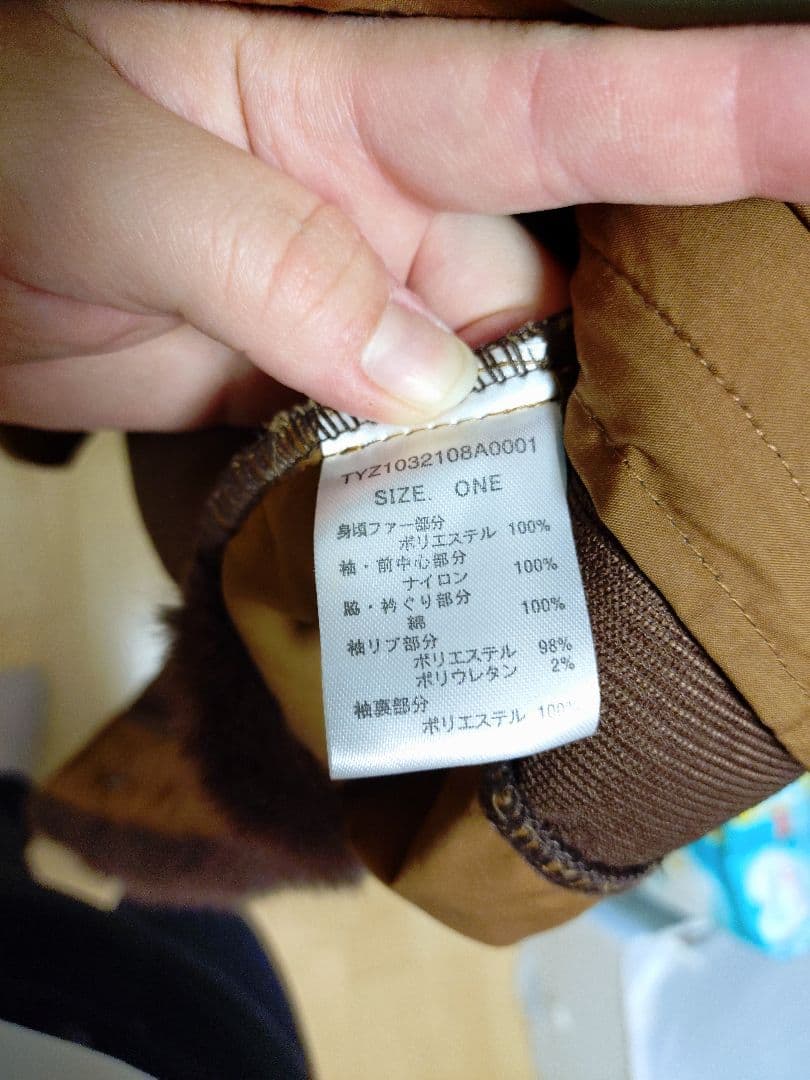 TYZ1032108A0001
SIZE. ONE
身頃ファー部分
ポリエステル 100%
袖・前中心部分
ナイロン 100%
脇・衿ぐり部分
綿 100%
袖リブ部分
ポリエステル 98%
ポリウレタン 2%
袖裏部分
ポリエステル 100%